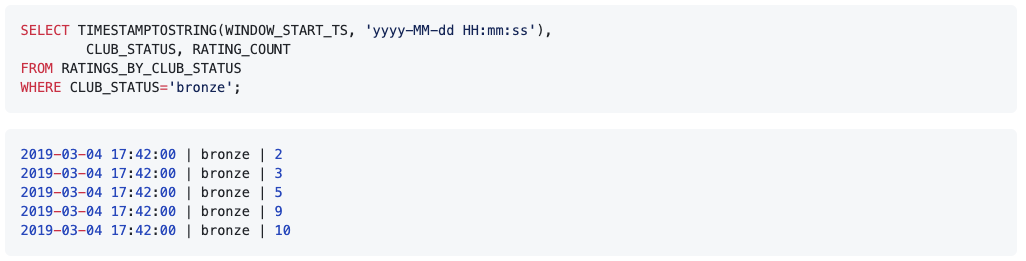 SELECT TIMESTAMPTOSTRING(WINDOW_START_TS, 'yyyy-MM-dd HH:mm:ss'),
        CLUB_STATUS, RATING_COUNT
FROM RATINGS_BY_CLUB_STATUS
WHERE CLUB_STATUS='bronze';
2019-03-04 17:42:00 | bronze | 2
2019-03-04 17:42:00 | bronze | 3
2019-03-04 17:42:00 | bronze | 5
2019-03-04 17:42:00 | bronze | 9
2019-03-04 17:42:00 | bronze | 10